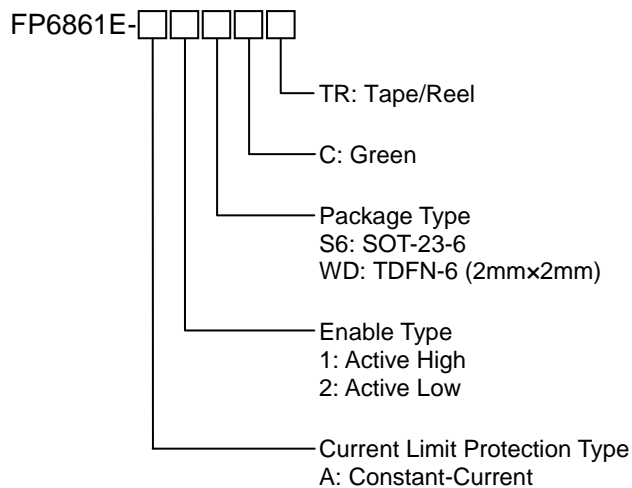 FP6861E-
TR: Tape/Reel
C: Green
Package Type
S6: SOT-23-6
WD: TDFN-6 (2mm×2mm)
Enable Type
1: Active High
2: Active Low
Current Limit Protection Type
A: Constant-Current